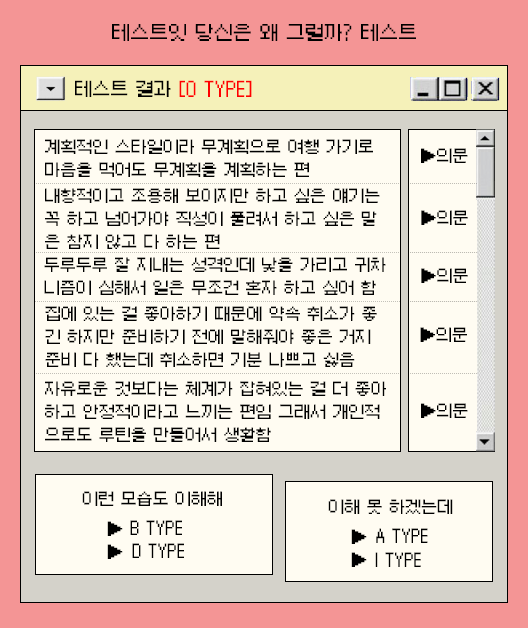 테스트잇 당신은 왜 그럴까? 테스트
테스트 결과 [O TYPE]
계획적인 스타일이라 무계획으로 여행 가기로
마음을 먹어도 무계획을 계획하는 편
▶의문
내향적이고 조용해 보이지만 하고 싶은 얘기는
꼭 하고 넘어가야 직성이 풀려서 하고 싶은 말
은 참지 않고 다 하는 편
▶의문
두루두루 잘 지내는 성격인데 낯을 가리고 귀차
니즘이 심해서 일은 무조건 혼자 하고 싶어 함
▶의문
집에 있는 걸 좋아하기 때문에 약속 취소가 좋
긴 하지만 준비하기 전에 말해줘야 좋은 거지
준비 다 했는데 취소하면 기분 나쁘고 싫음
▶의문
자유로운 것보다는 체계가 잡혀있는 걸 더 좋아
하고 안정적이라고 느끼는 편임 그래서 개인적
으로도 루틴을 만들어서 생활함
▶의문
이런 모습도 이해해
▶ B TYPE
▶ D TYPE
이해 못 하겠는데
▶ A TYPE
▶ I TYPE